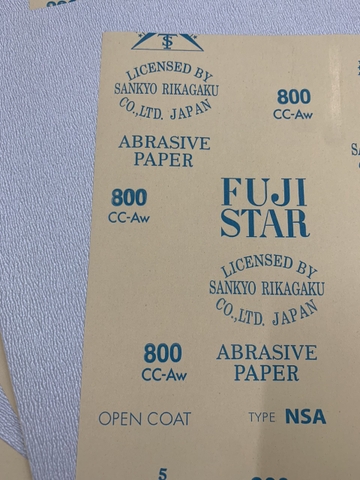 LICENSED BY
SANKYO RIKAGAKU
CO.,LTD. JAPAN
800
CC-Aw
ABRASIVE
PAPER
800
CC-Aw
FUJI
STAR
LICENSED BY
SANKYO RIKAGAKU
CO.,LTD. JAPAN
800
CC-Aw
ABRASIVE
PAPER
OPEN COAT
TYPE NSA
5